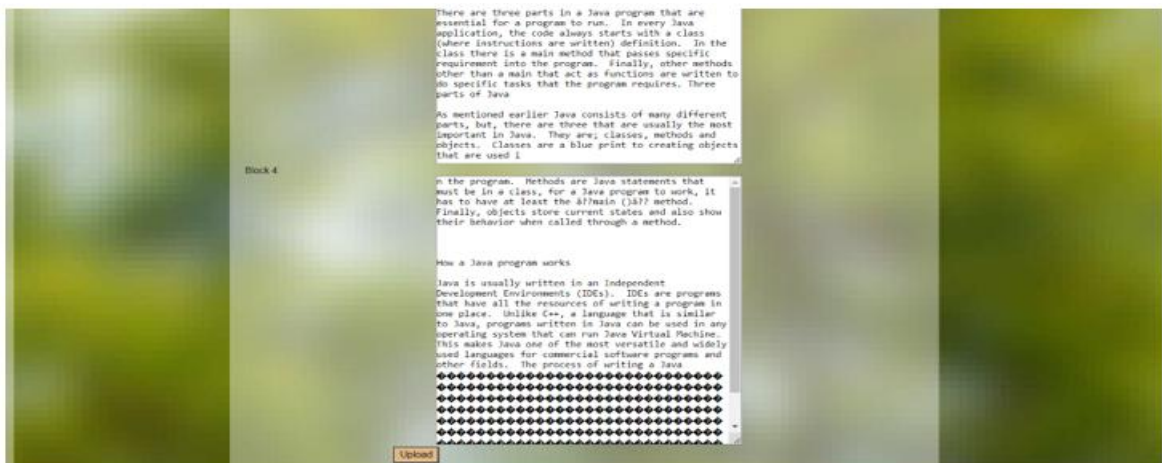 There are three parts in a Java program that are
essential for a program to run.  In every Java
application, the code always starts with a class
(where instructions are written) definition.  In the
class there is a main method that passes specific
requirement into the program.  Finally, other methods
other than a main that act as functions are written to
do specific tasks that the program requires. Three
parts of Java
As mentioned earlier Java consists of many different
parts, but, there are three that are usually the most
important in Java.  They are; classes, methods and
objects.  Classes are a blue print to creating objects
that are used i
Block 4
n the program.  Methods are Java statements that
must be in a class, for a Java program to work, it
has to have at least the â??main ()â?? method.
Finally, objects store current states and also show
their behavior when called through a method.
How a Java program works
Java is usually written in an Independent
Development Environments (IDEs).  IDEs are programs
that have all the resources of writing a program in
one place.  Unlike C++, a language that is similar
to Java, programs written in Java can be used in any
operating system that can run Java Virtual Machine.
This makes Java one of the most versatile and widely
used languages for commercial software programs and
other fields.  The process of writing a Java
Upload